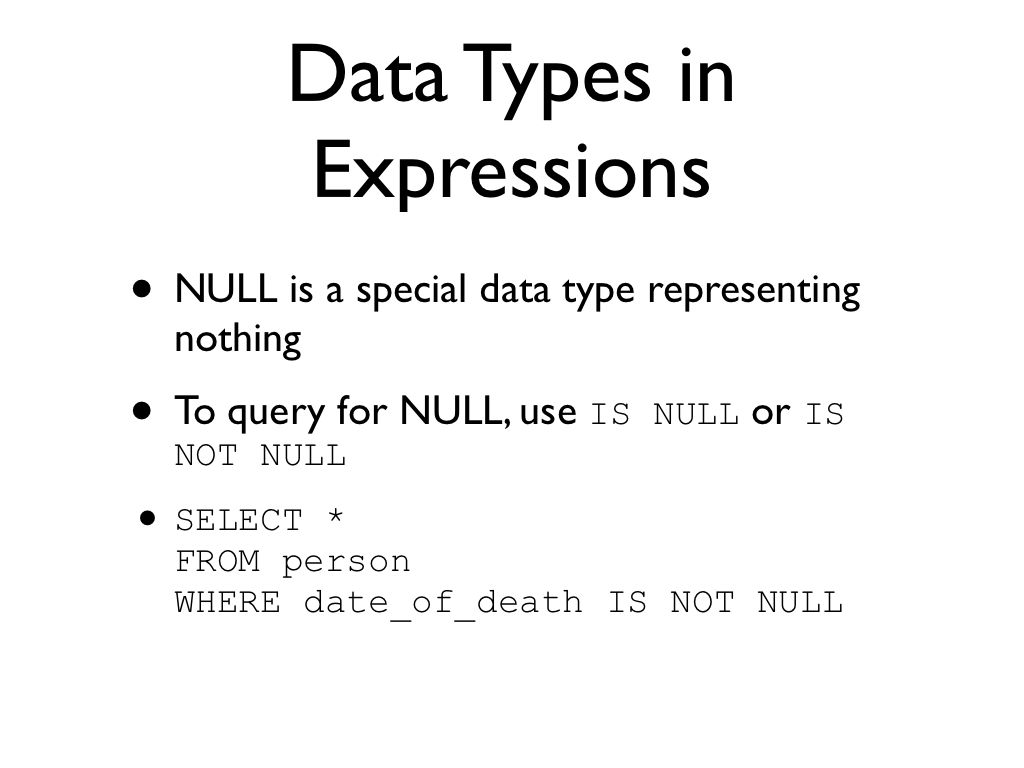 Data Types in
Expressions
• NULL is a special data type representing
nothing
• To query for NULL, use IS NULL or IS
NOT NULL
• SELECT *
FROM person
WHERE date_of_death IS NOT NULL